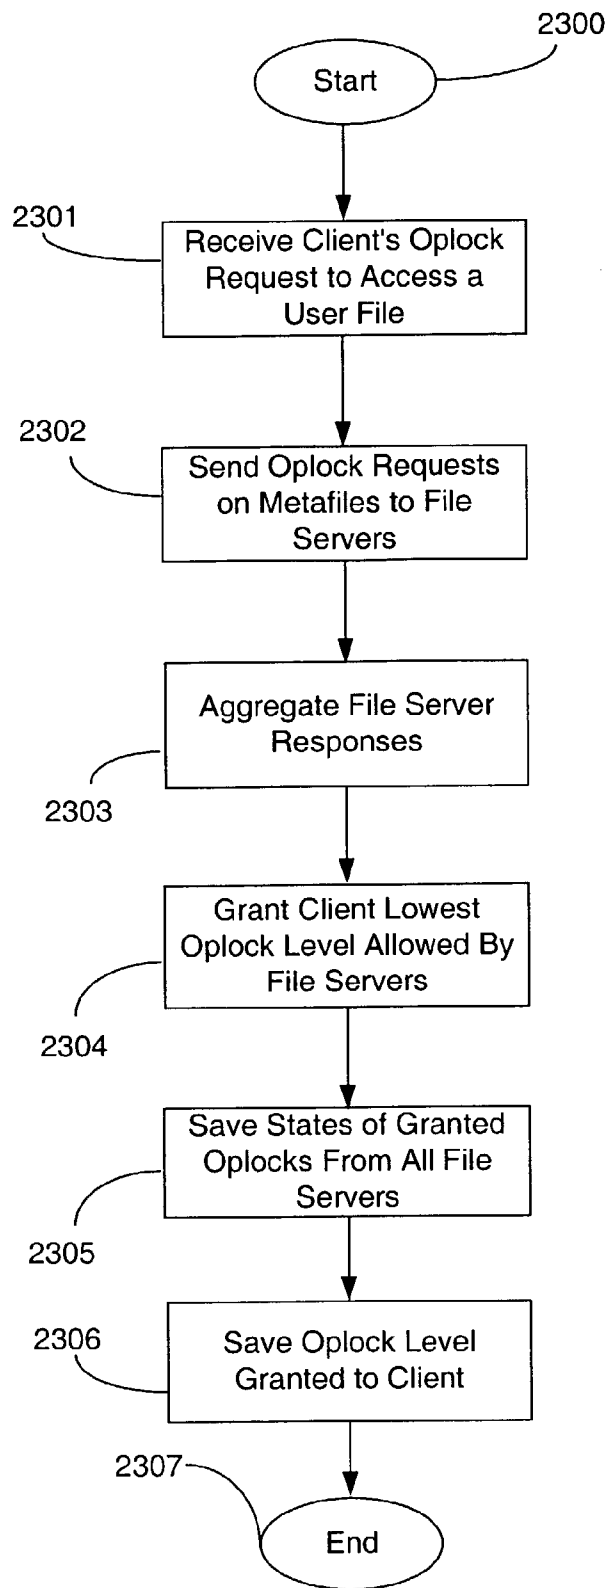 2300
Start
2301
Receive Client's Oplock
Request to Access a
User File
2302
Send Oplock Requests
on Metafiles to File
Servers
Aggregate File Server
Responses
2303
Grant Client Lowest
Oplock Level Allowed By
File Servers
2304
Save States of Granted
Oplocks From All File
Servers
2305
2306
Save Oplock Level
Granted to Client
2307
End